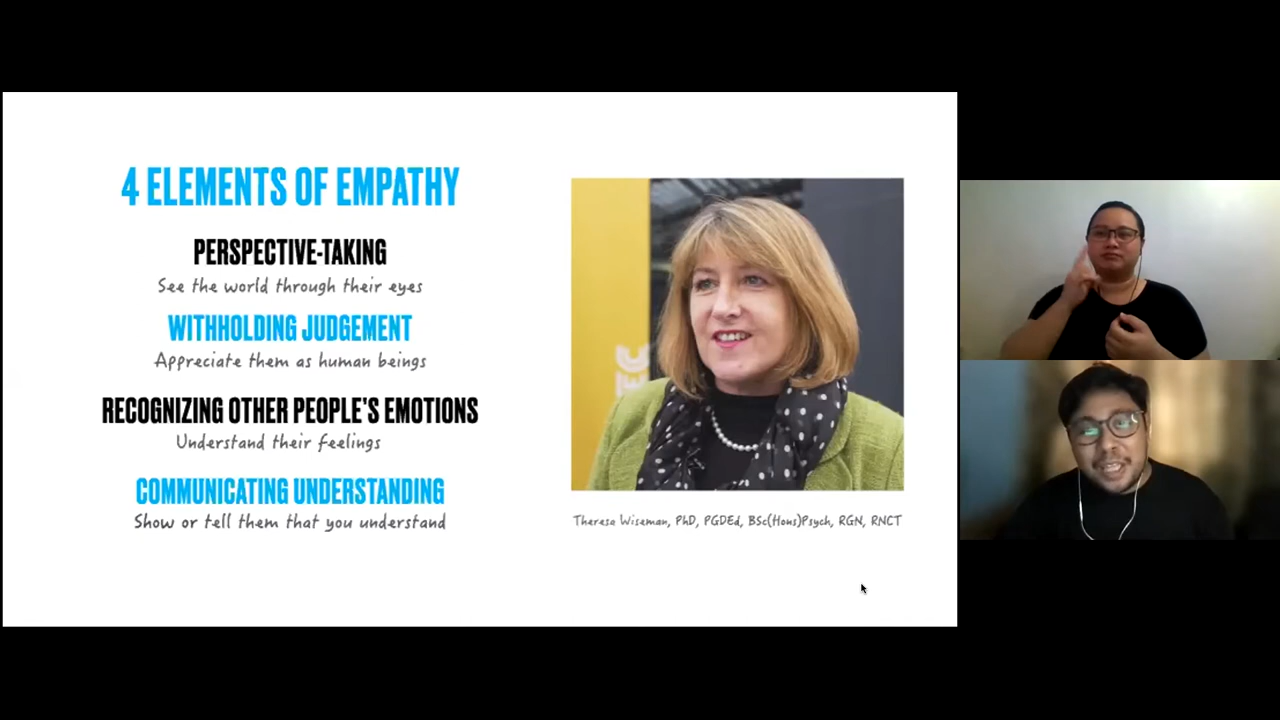 4 ELEMENTS OF EMPATHY
PERSPECTIVE-TAKING
See the world through their eyes
WITHHOLDING JUDGEMENT
Appreciate them as human beings
RECOGNIZING OTHER PEOPLE'S EMOTIONS
Understand their feelings
COMMUNICATING UNDERSTANDING
Show or tell them that you understand
Theresa Wiseman, PhD, PGDEd, BSc(Hons)Psych, RGN, RNCT